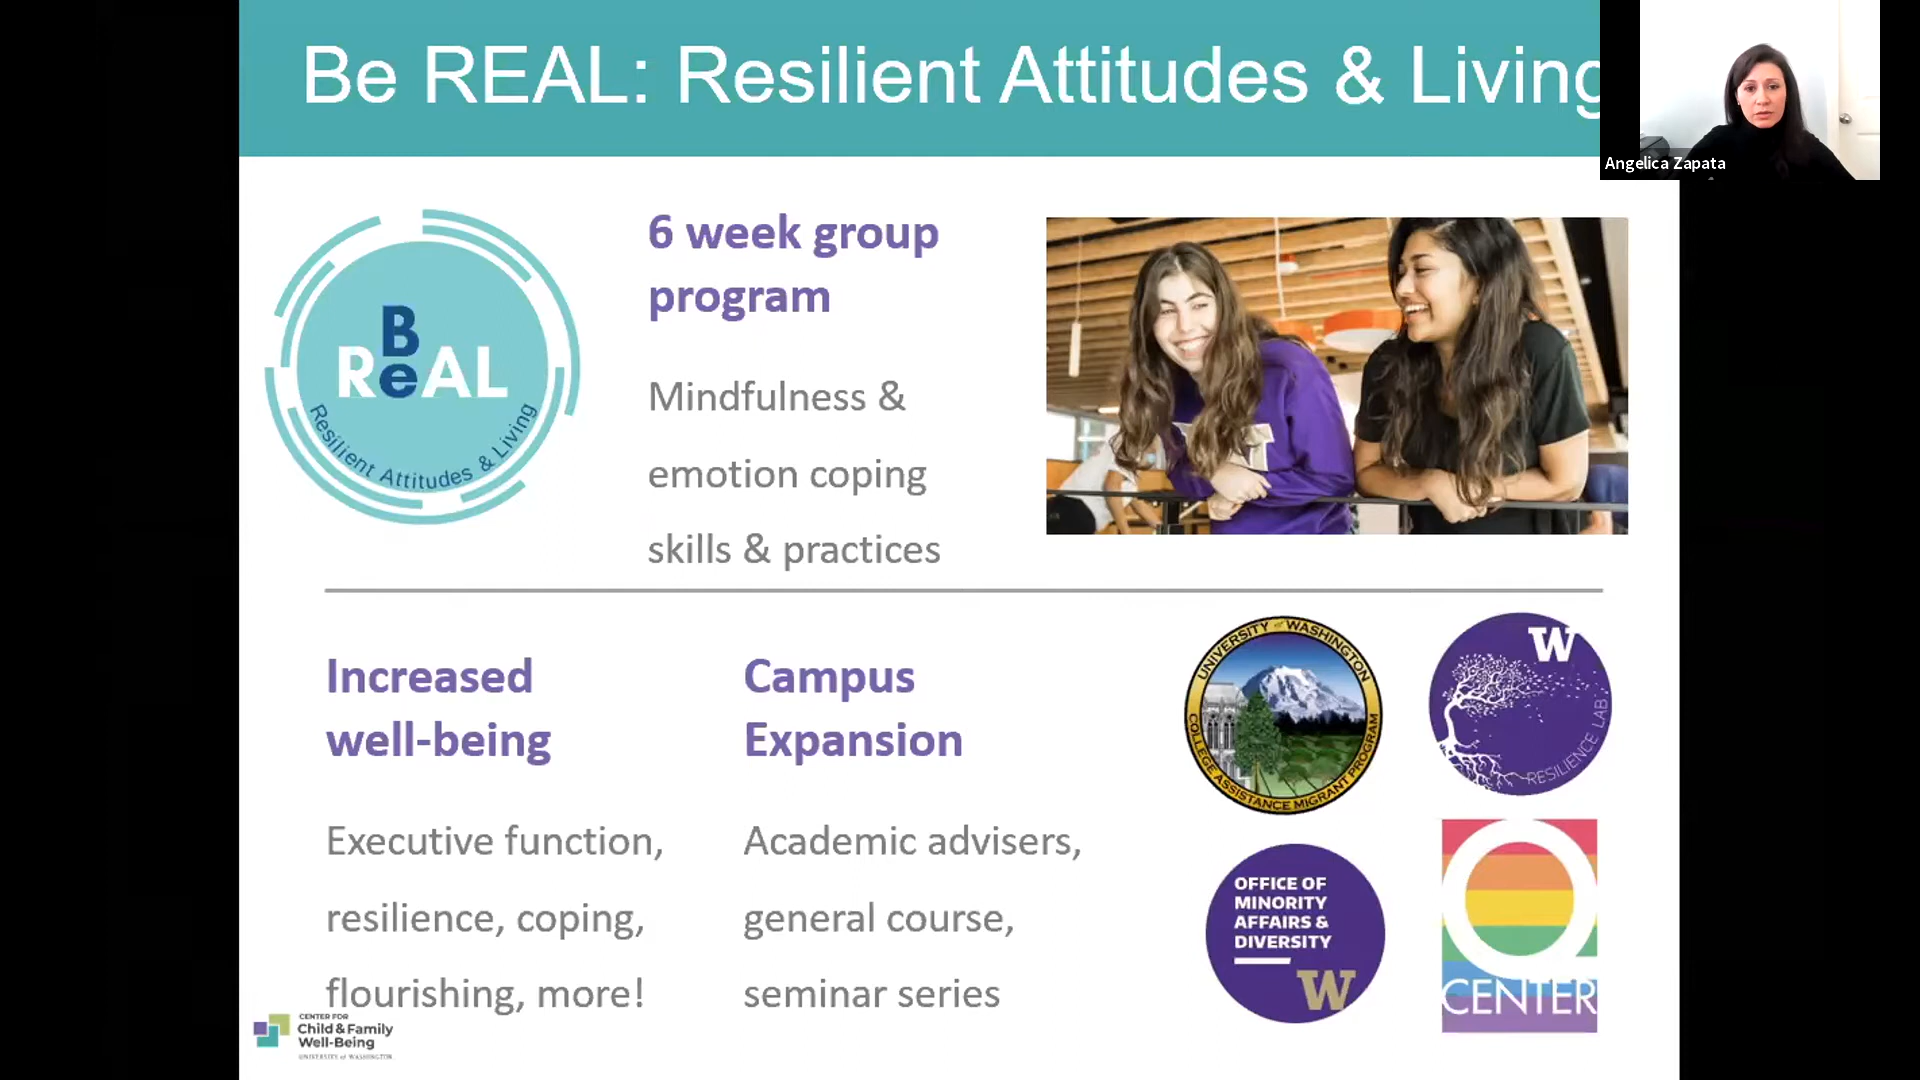 Be REAL: Resilient Attitudes & Living
Angelica Zapata
Be
ReAL
Resilient Attitudes & Living
6 week group
program
Mindfulness &
emotion coping
skills & practices
Increased
well-being
Executive function,
resilience, coping,
flourishing, more!
Campus
Expansion
Academic advisers,
general course,
seminar series
UNIVERSITY of WASHINGTON
COLLEGE ASSISTANCE MIGRANT PROGRAM
W
RESILIENCE LAB
OFFICE OF
MINORITY
AFFAIRS &
DIVERSITY
W
Q
CENTER
CENTER FOR
Child & Family
Well-Being
UNIVERSITY of WASHINGTON